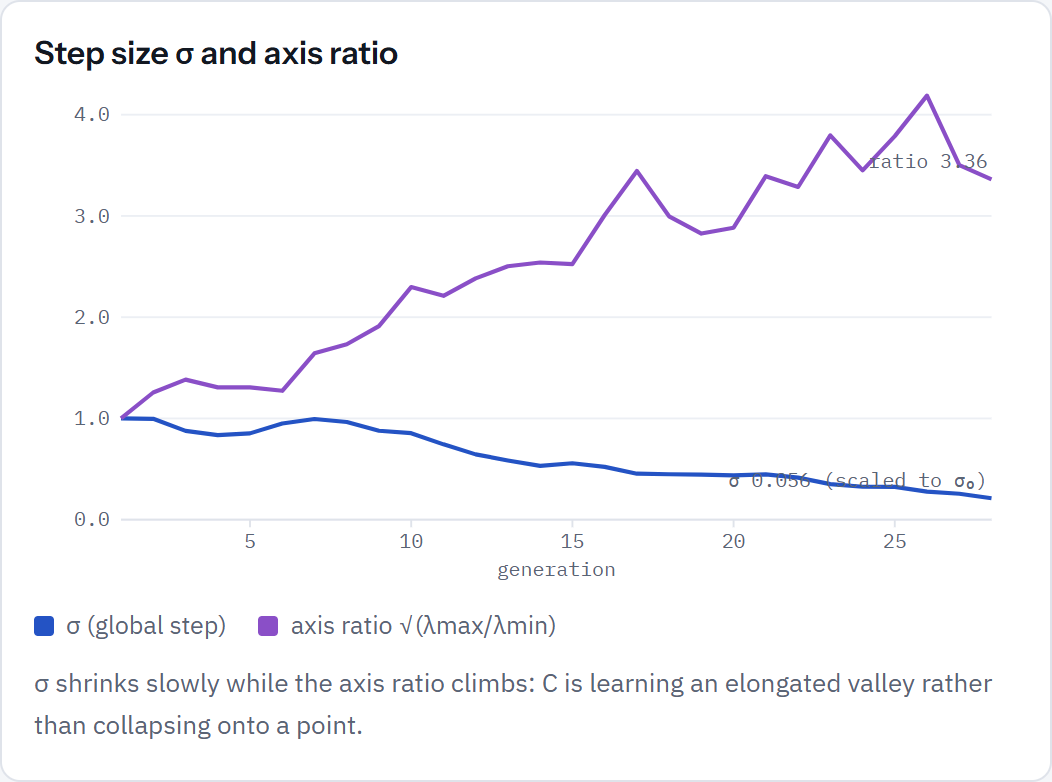 Step size σ and axis ratio
4.0
ratio 3.36
3.0
2.0
1.0
σ 0.056 (scaled to σ₀)
0.0
5 10 15 20 25
generation
σ (global step) axis ratio √(λmax/λmin)
σ shrinks slowly while the axis ratio climbs: C is learning an elongated valley rather
than collapsing onto a point.